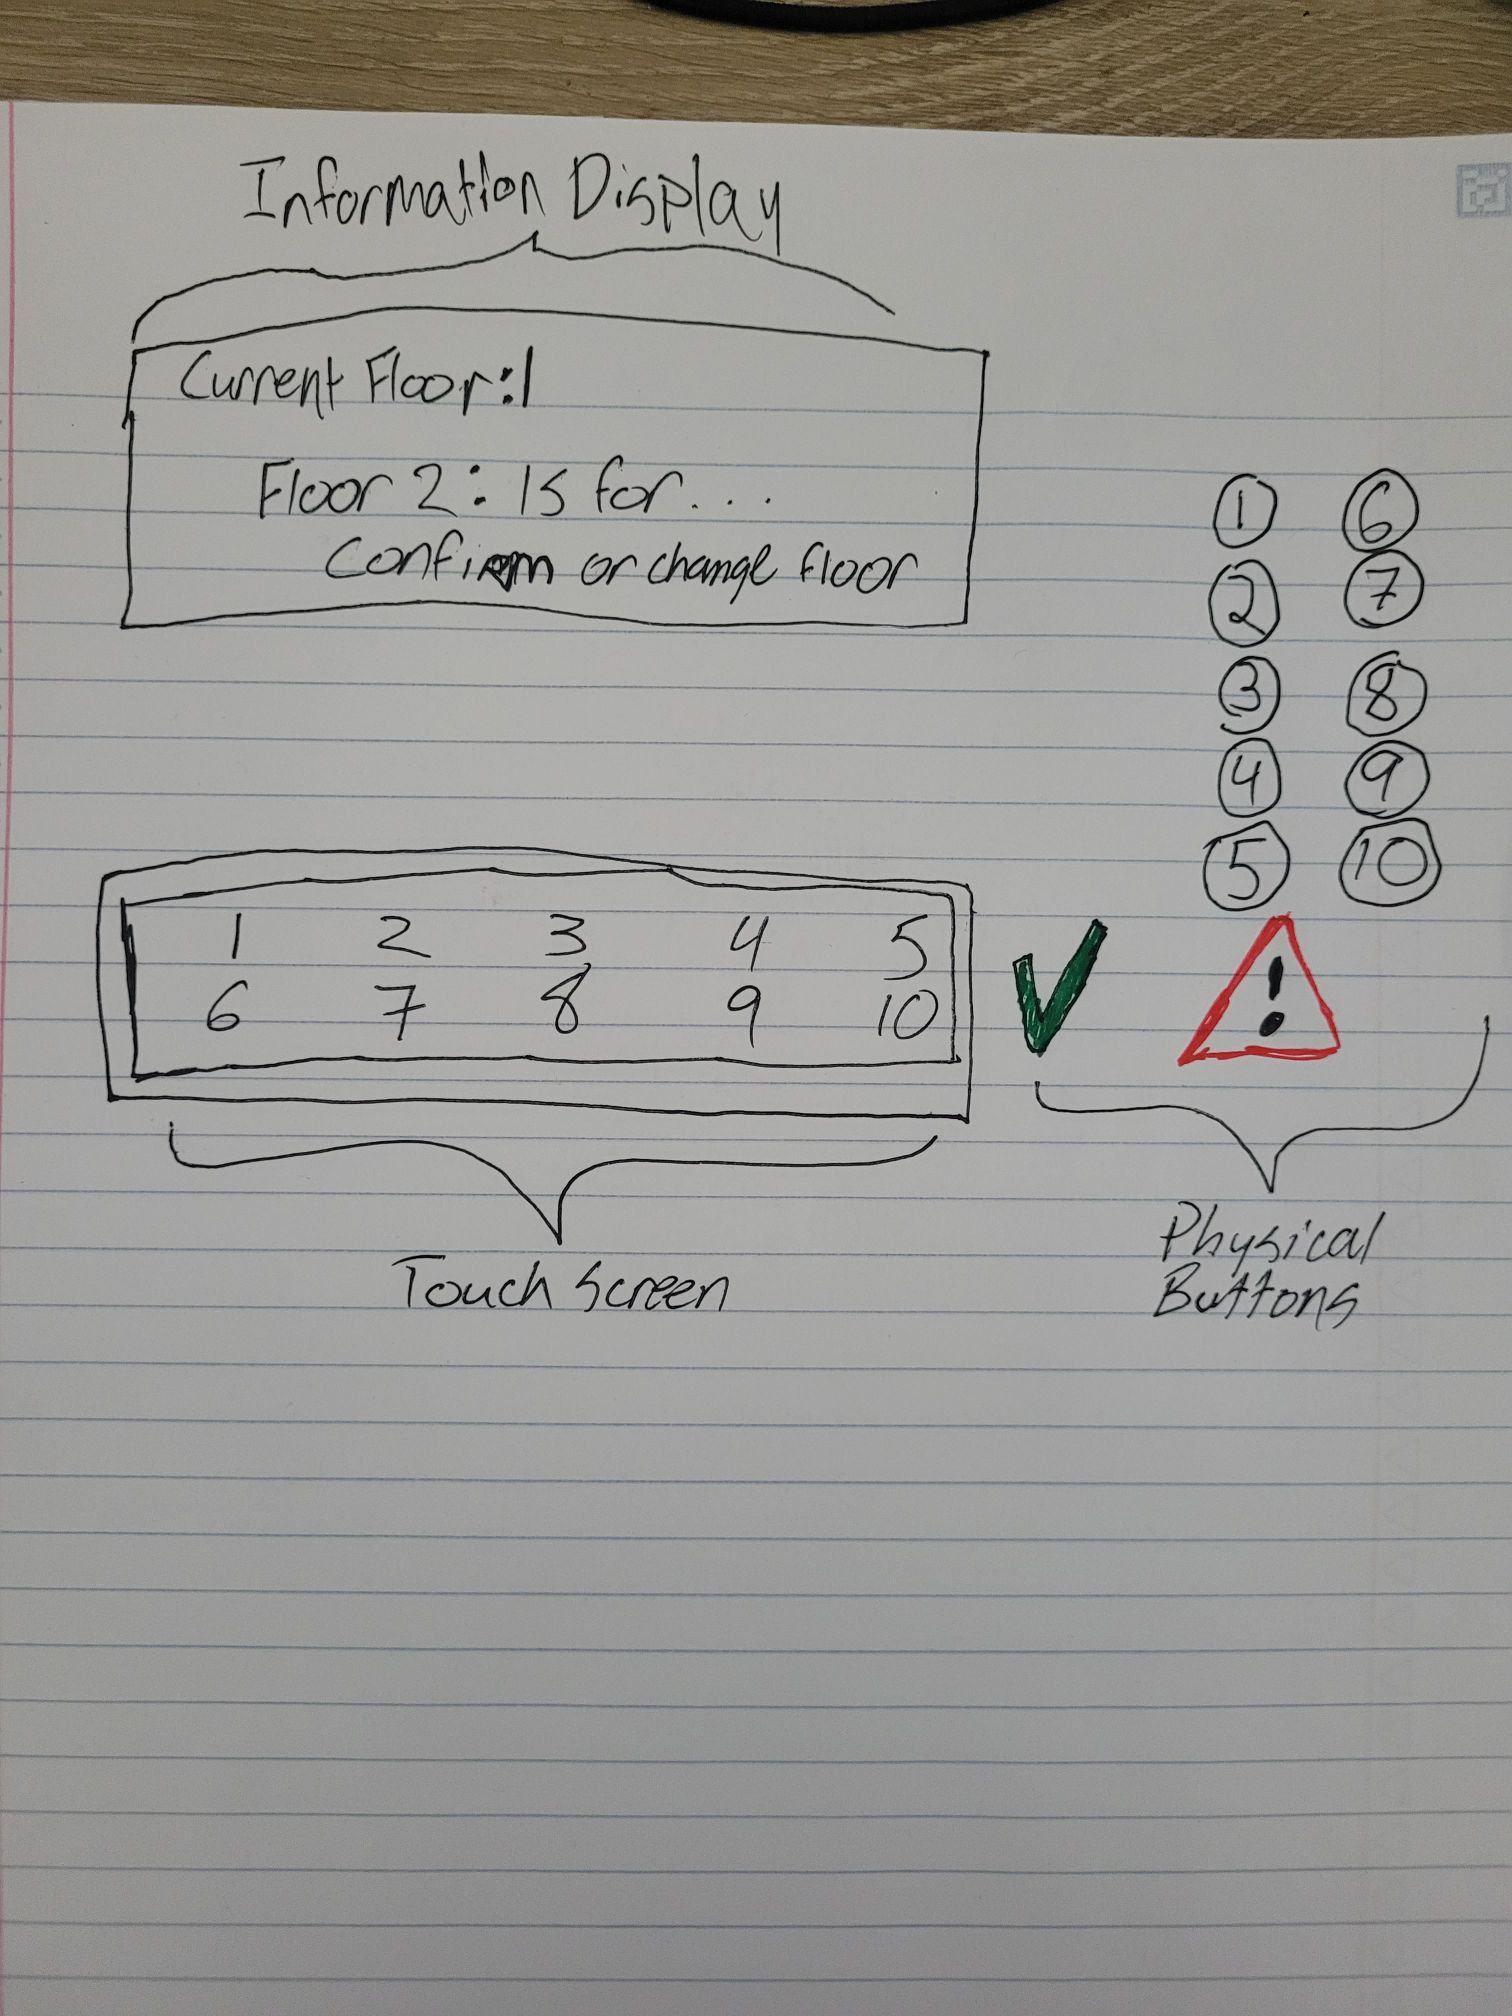 Information Display
Current Floor:1
Floor 2: Is for...
Confirm or change floor
1 6
2 7
3 8
4 9
5 10
1 2 3 4 5
6 7 8 9 10
!
Touch Screen
Physical
Buttons